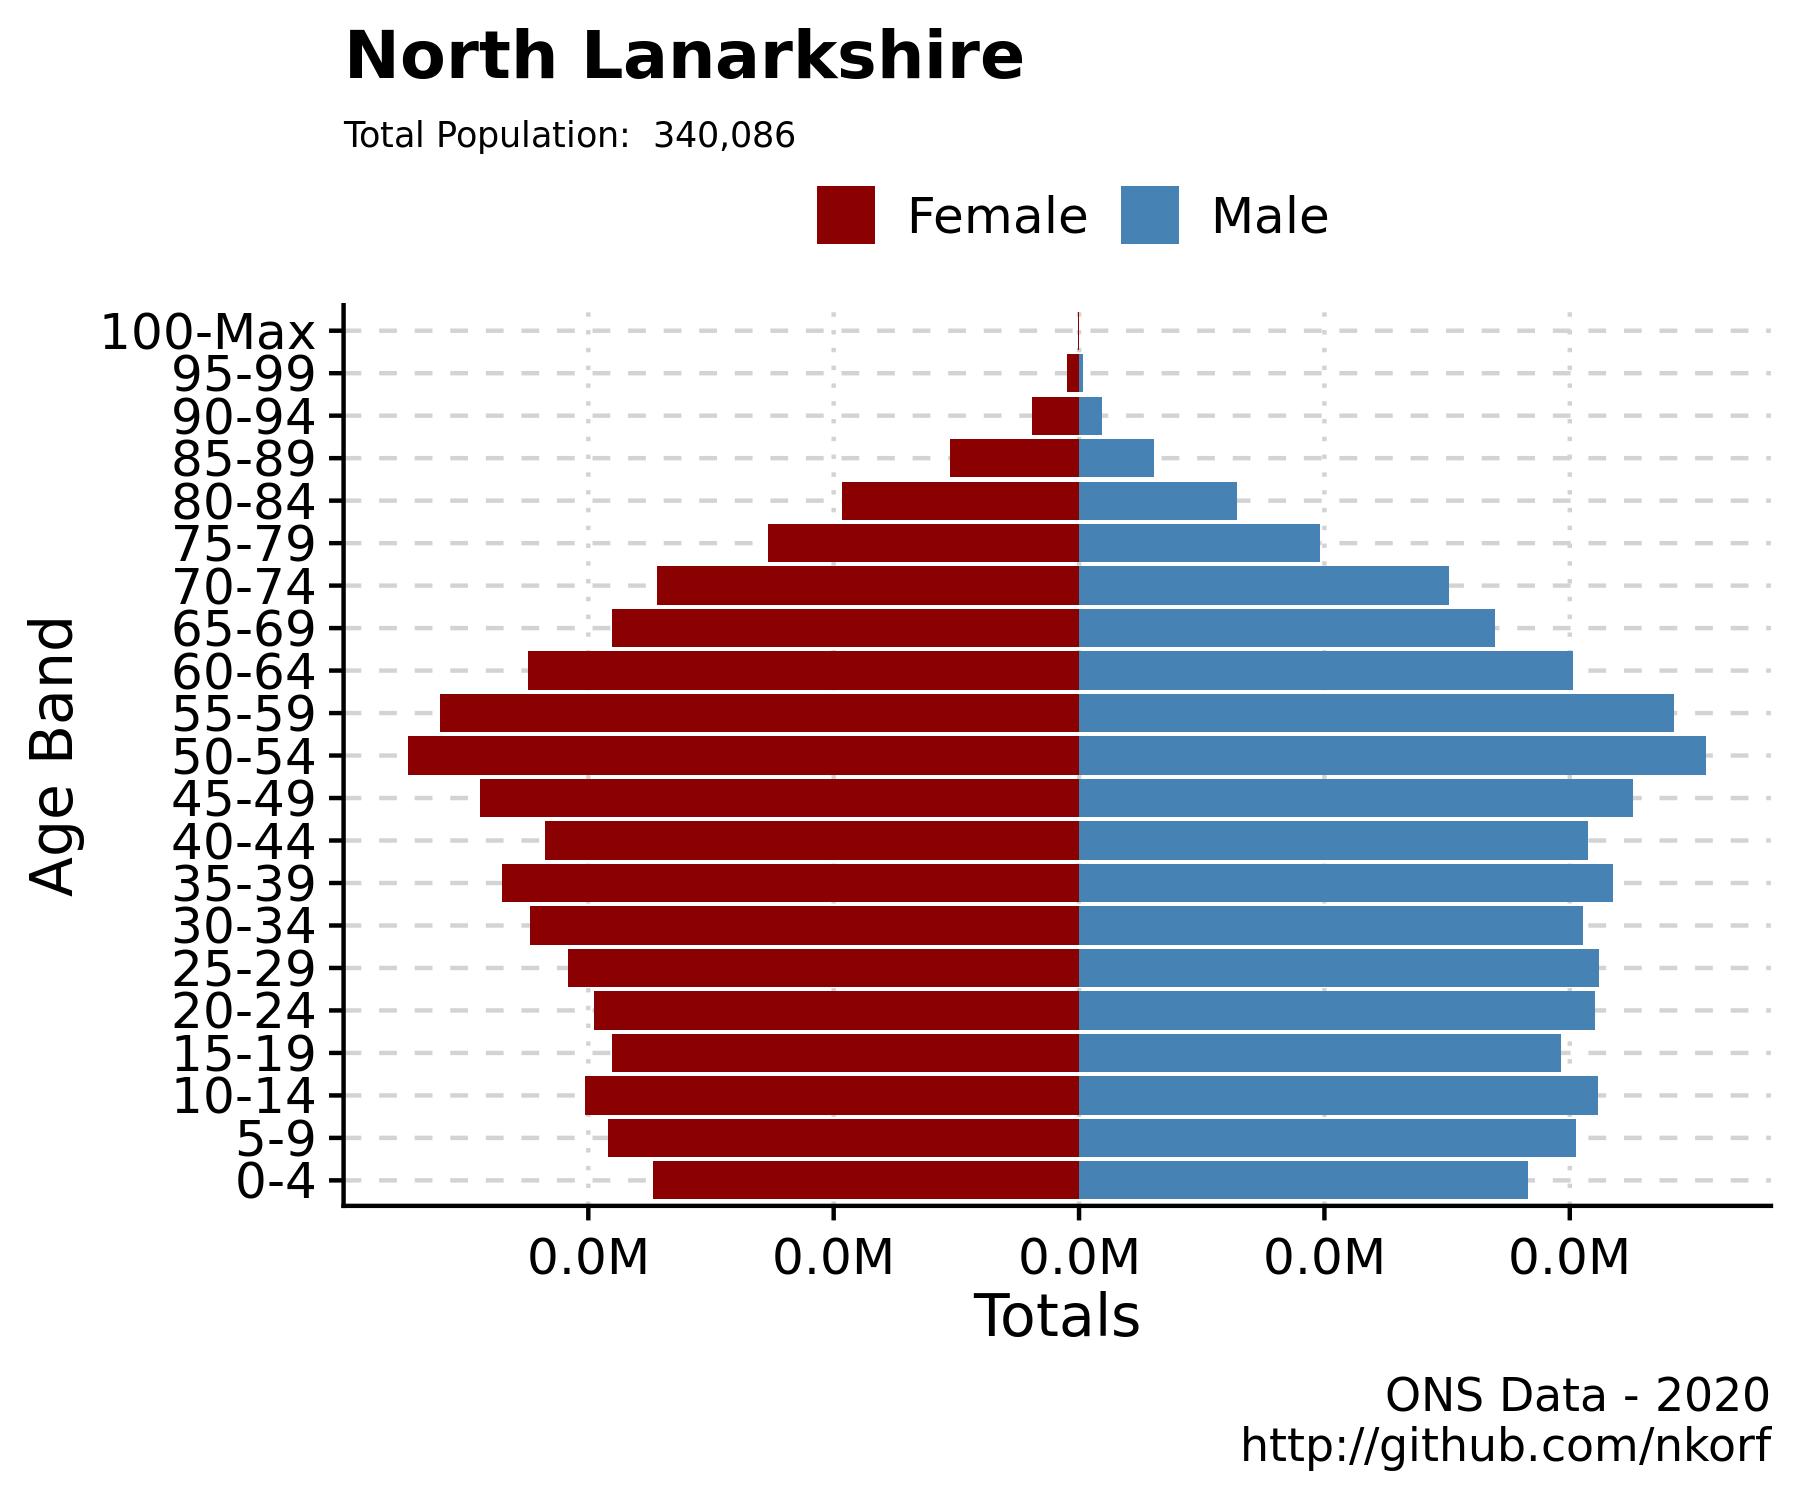 North Lanarkshire
Total Population:  340,086
Female
Male
100-Max
95-99
90-94
85-89
80-84
75-79
70-74
65-69
60-64
55-59
50-54
45-49
40-44
35-39
30-34
25-29
20-24
15-19
10-14
5-9
0-4
Age Band
0.0M 0.0M 0.0M 0.0M 0.0M
Totals
ONS Data - 2020
http://github.com/nkorf